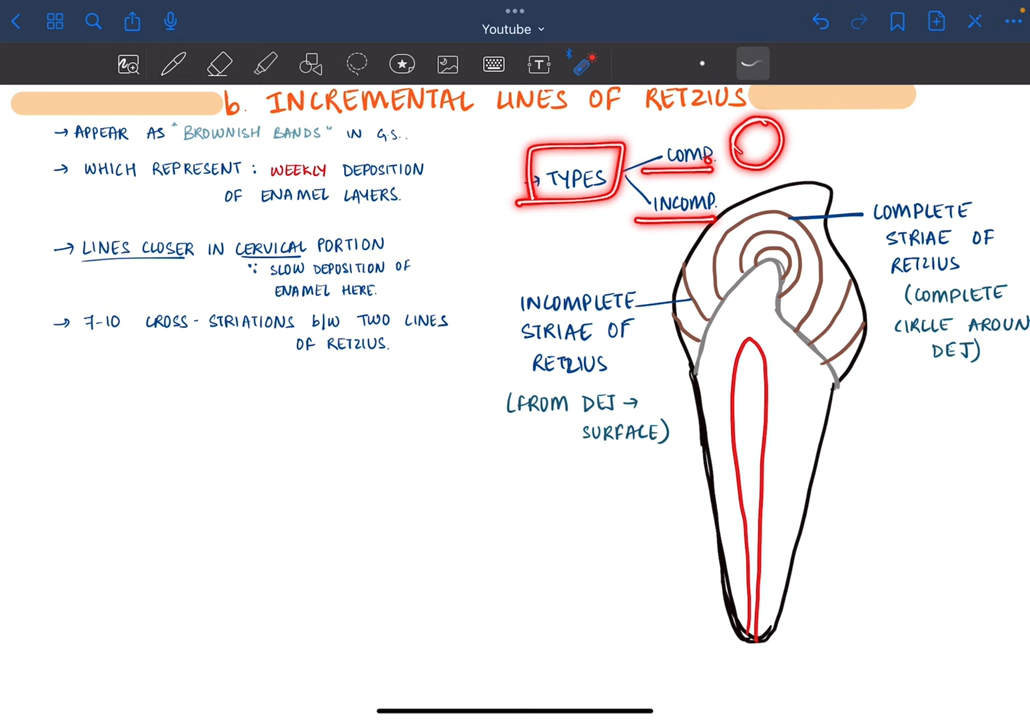 Youtube
b. INCREMENTAL LINES OF RETZIUS
→ APPEAR AS "BROWNISH BANDS" IN G.S..
→ WHICH REPRESENT : WEEKLY DEPOSITION
OF ENAMEL LAYERS.
→ LINES CLOSER IN CERVICAL PORTION
∵ SLOW DEPOSITION OF
ENAMEL HERE.
→ 7-10 CROSS-STRIATIONS b/w TWO LINES
OF RETZIUS.
→ TYPES
COMP.
INCOMP.
COMPLETE
STRIAE OF
RETZIUS
(COMPLETE
CIRCLE AROUN
DEJ)
INCOMPLETE
STRIAE OF
RETZIUS
(FROM DEJ →
SURFACE)